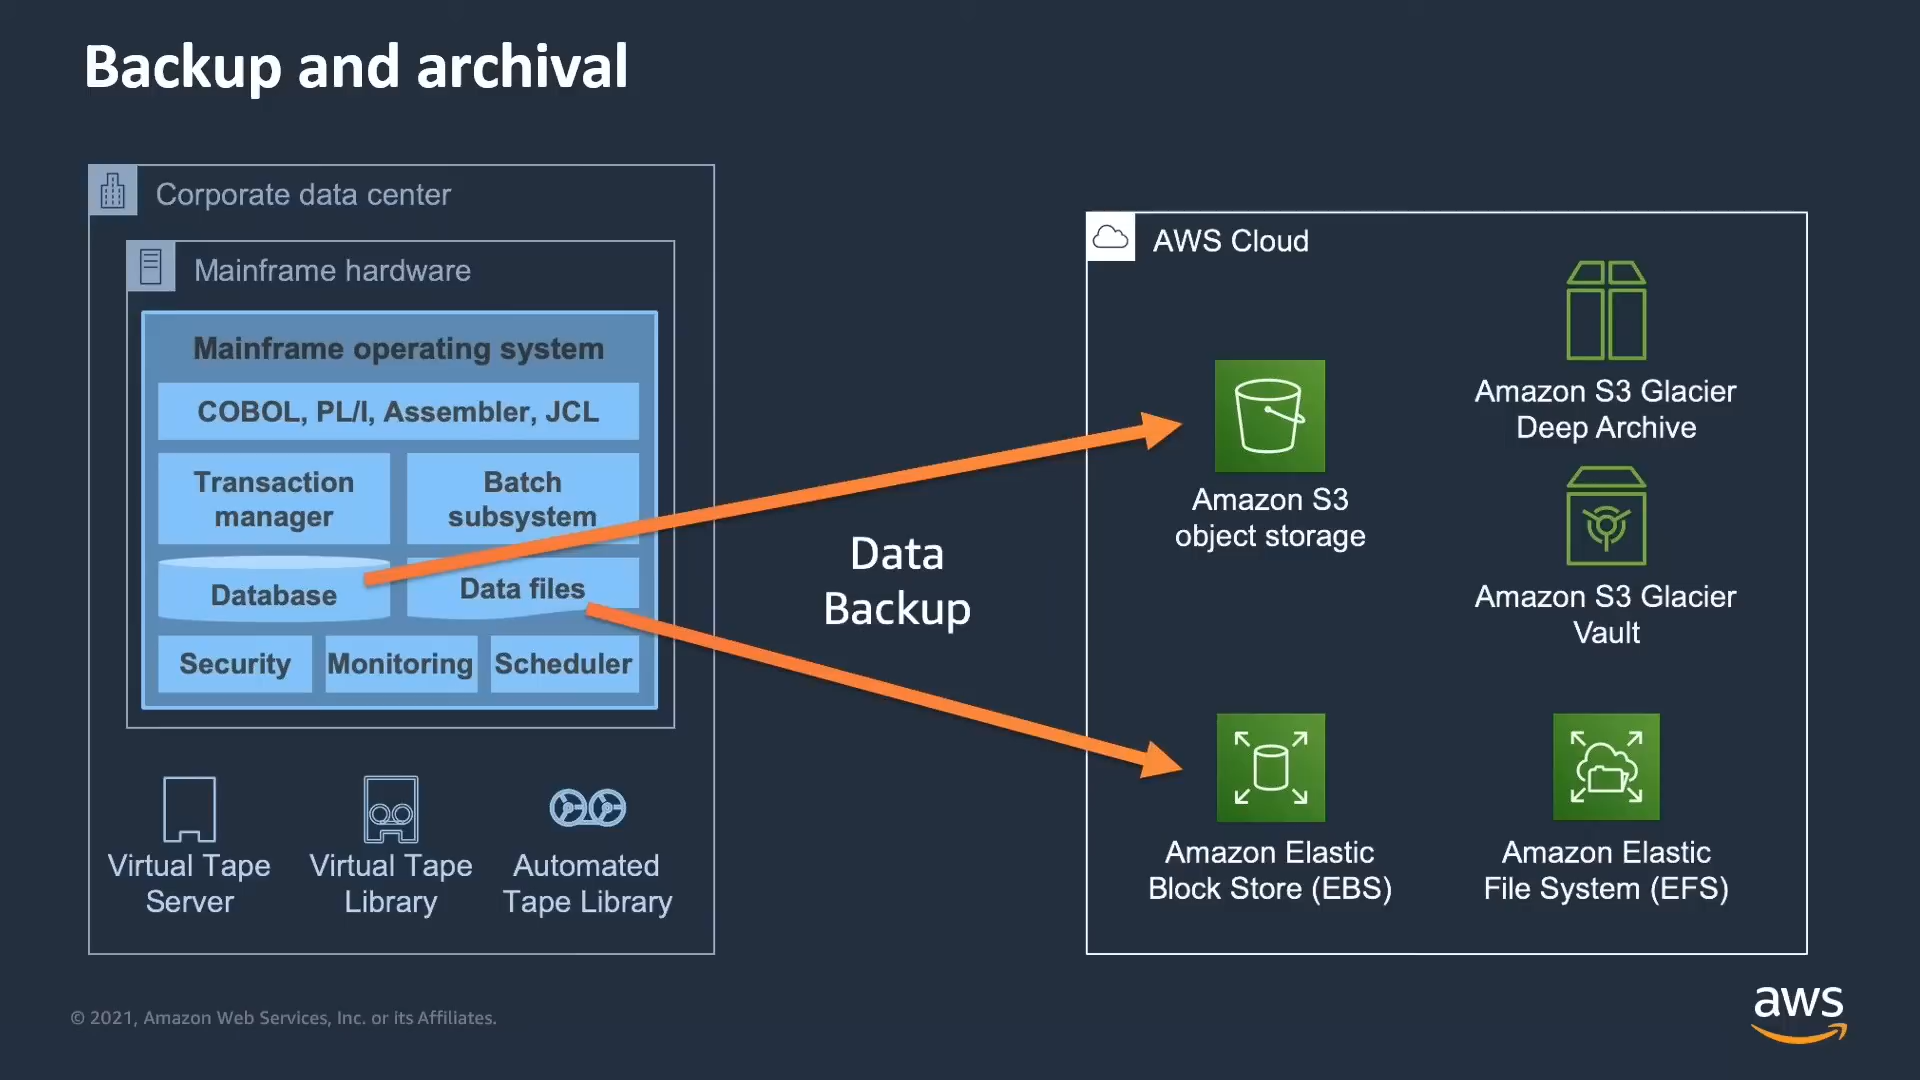 Backup and archival
Corporate data center
Mainframe hardware
Mainframe operating system
COBOL, PL/I, Assembler, JCL
Transaction
manager
Batch
subsystem
Database
Data files
Security
Monitoring
Scheduler
Virtual Tape
Server
Virtual Tape
Library
Automated
Tape Library
Data
Backup
AWS Cloud
Amazon S3
object storage
Amazon S3 Glacier
Deep Archive
Amazon S3 Glacier
Vault
Amazon Elastic
Block Store (EBS)
Amazon Elastic
File System (EFS)
© 2021, Amazon Web Services, Inc. or its Affiliates.
aws